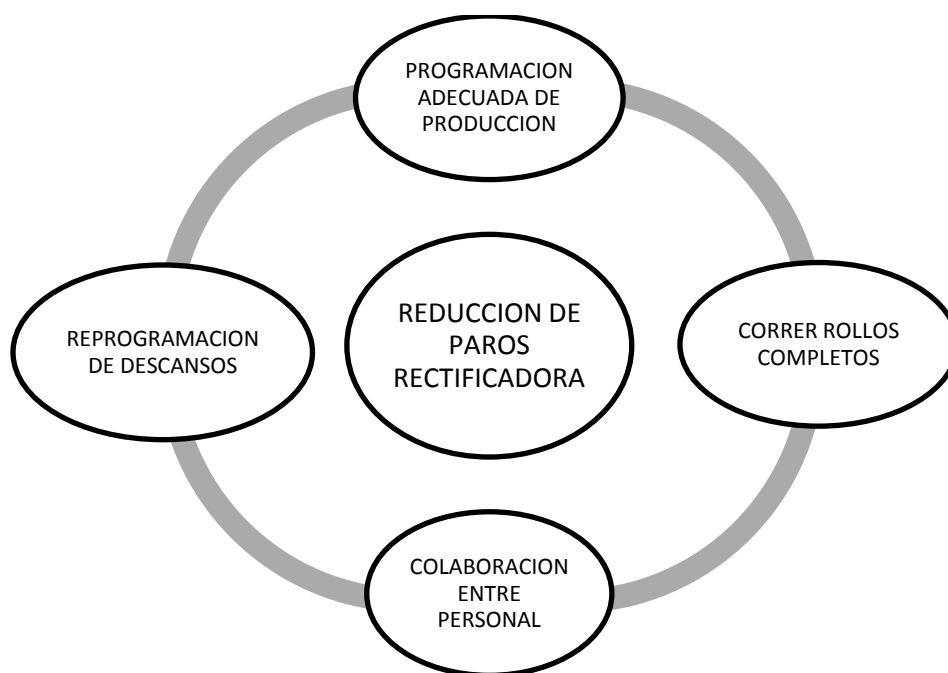 PROGRAMACION
ADECUADA DE
PRODUCCION
REPROGRAMACION
DE DESCANSOS
REDUCCION DE
PAROS
RECTIFICADORA
CORRER ROLLOS
COMPLETOS
COLABORACION
ENTRE
PERSONAL